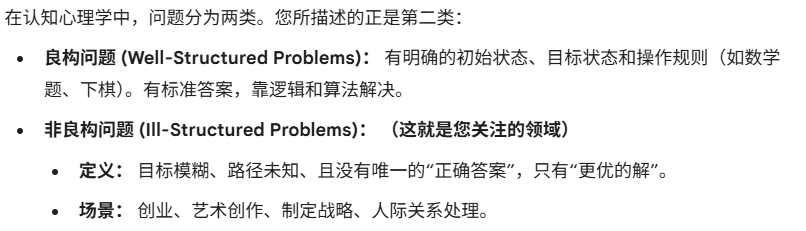 在认知心理学中，问题分为两类。您所描述的正是第二类：
• 良构问题 (Well-Structured Problems)： 有明确的初始状态、目标状态和操作规则（如数学
题、下棋）。有标准答案，靠逻辑和算法解决。
• 非良构问题 (Ill-Structured Problems)： （这就是您关注的领域）
• 定义： 目标模糊、路径未知、且没有唯一的“正确答案”，只有“更优的解”。
• 场景： 创业、艺术创作、制定战略、人际关系处理。